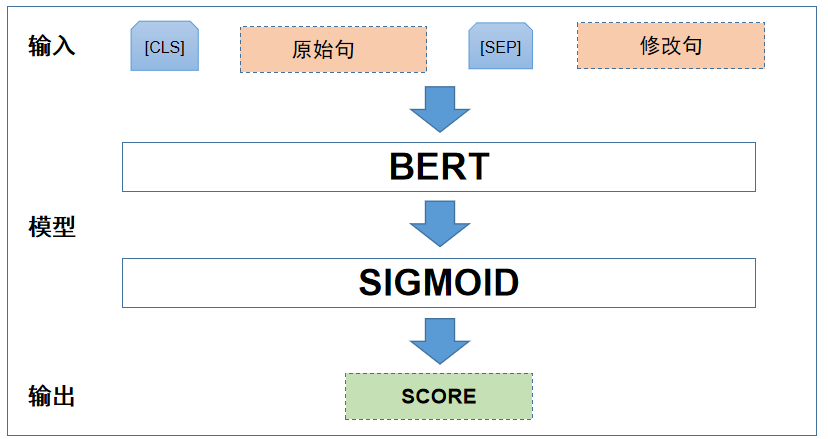 输入 [CLS] 原始句 [SEP] 修改句
BERT
模型
SIGMOID
输出 SCORE